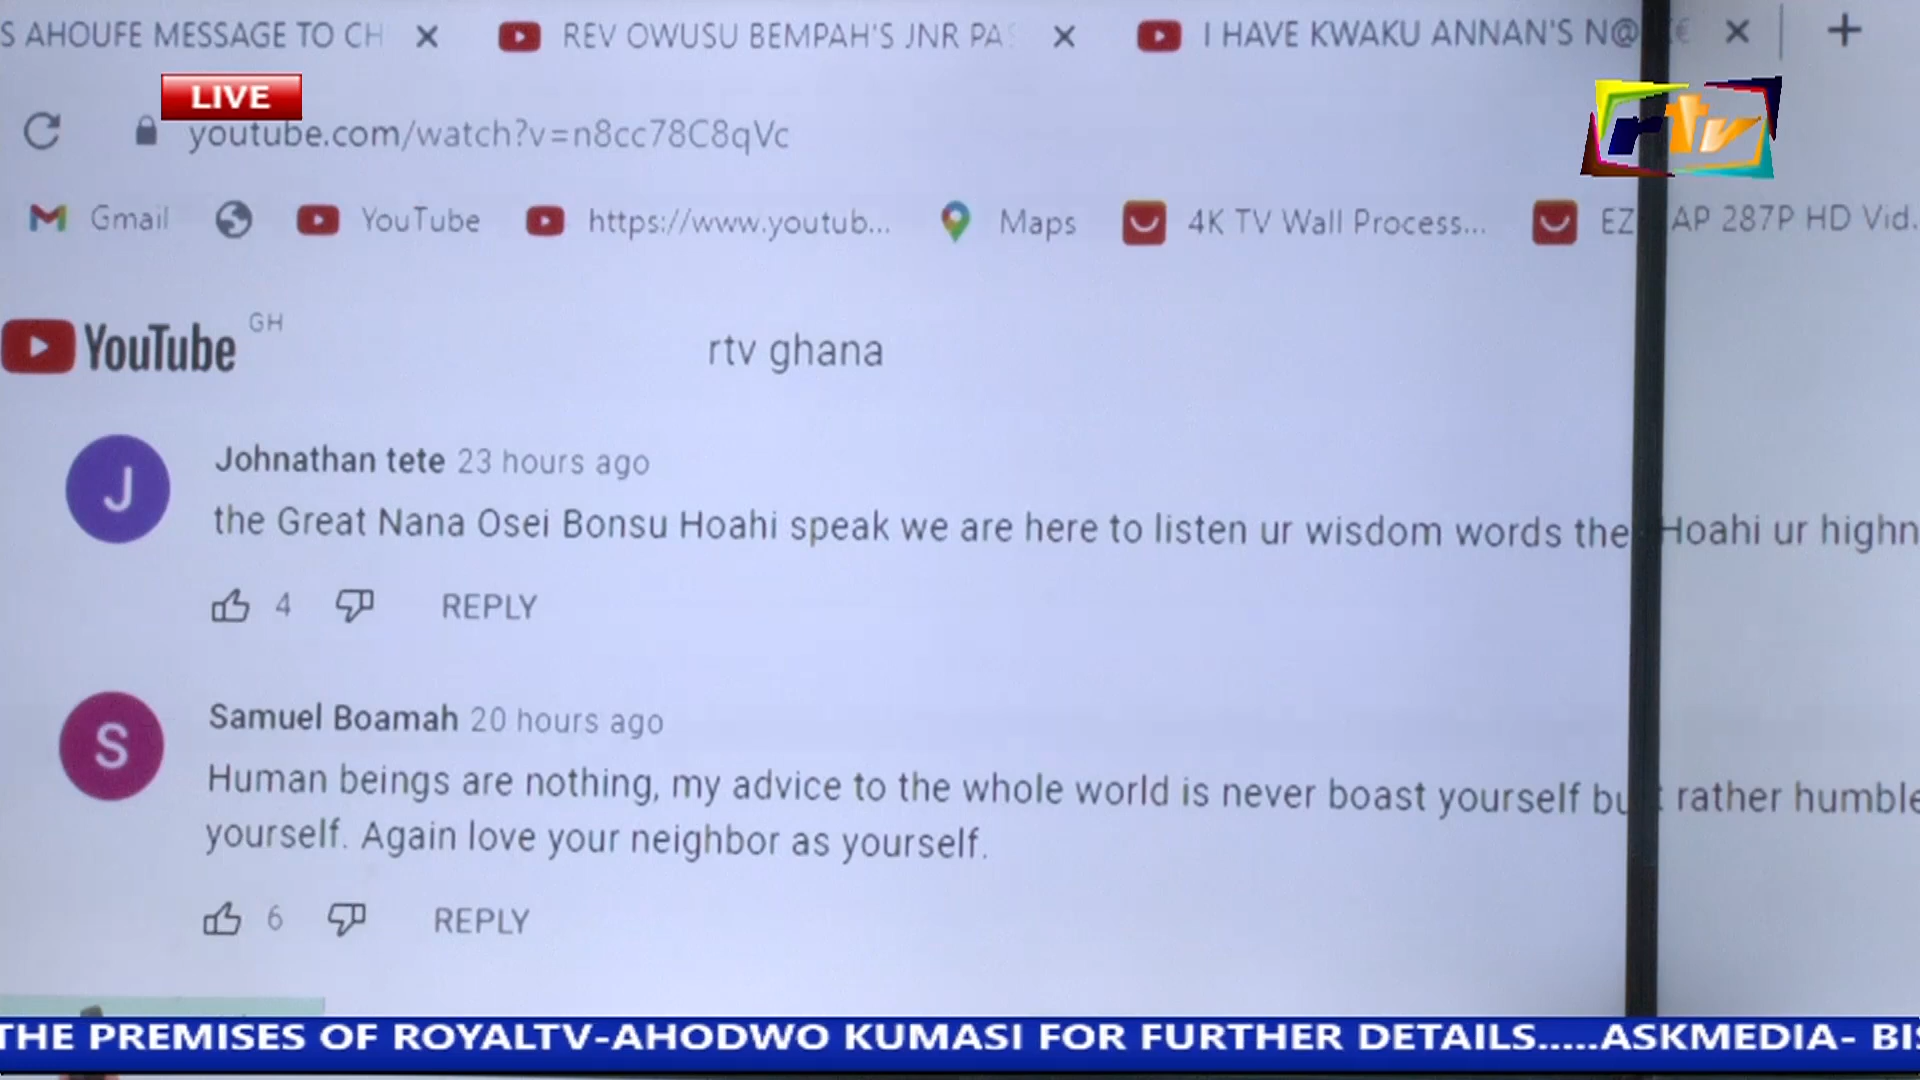 S AHOUFE MESSAGE TO CH
REV OWUSU BEMPAH'S JNR PA
I HAVE KWAKU ANNAN'S N@
LIVE
rtv
youtube.com/watch?v=n8cc78C8qVc
Gmail
YouTube
https://www.youtub...
Maps
4K TV Wall Process...
EZ AP 287P HD Vid.
YouTube GH
rtv ghana
J
Johnathan tete 23 hours ago
the Great Nana Osei Bonsu Hoahi speak we are here to listen ur wisdom words the Hoahi ur highn
4 REPLY
S
Samuel Boamah 20 hours ago
Human beings are nothing, my advice to the whole world is never boast yourself but rather humble
yourself. Again love your neighbor as yourself.
6 REPLY
THE PREMISES OF ROYALTV-AHODWO KUMASI FOR FURTHER DETAILS.....ASKMEDIA- BIS